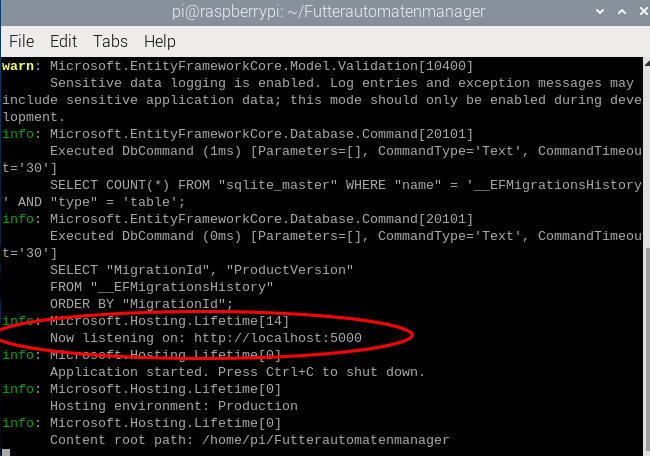 pi@raspberrypi: ~/Futterautomatenmanager
File Edit Tabs Help
warn: Microsoft.EntityFrameworkCore.Model.Validation[10400]
Sensitive data logging is enabled. Log entries and exception messages may
include sensitive application data; this mode should only be enabled during deve
lopment.
info: Microsoft.EntityFrameworkCore.Database.Command[20101]
Executed DbCommand (1ms) [Parameters=[], CommandType='Text', CommandTimeou
t='30']
SELECT COUNT(*) FROM "sqlite_master" WHERE "name" = '__EFMigrationsHistory
' AND "type" = 'table';
info: Microsoft.EntityFrameworkCore.Database.Command[20101]
Executed DbCommand (0ms) [Parameters=[], CommandType='Text', CommandTimeou
t='30']
SELECT "MigrationId", "ProductVersion"
FROM "__EFMigrationsHistory"
ORDER BY "MigrationId";
info: Microsoft.Hosting.Lifetime[14]
Now listening on: http://localhost:5000
info: Microsoft.Hosting.Lifetime[0]
Application started. Press Ctrl+C to shut down.
info: Microsoft.Hosting.Lifetime[0]
Hosting environment: Production
info: Microsoft.Hosting.Lifetime[0]
Content root path: /home/pi/Futterautomatenmanager